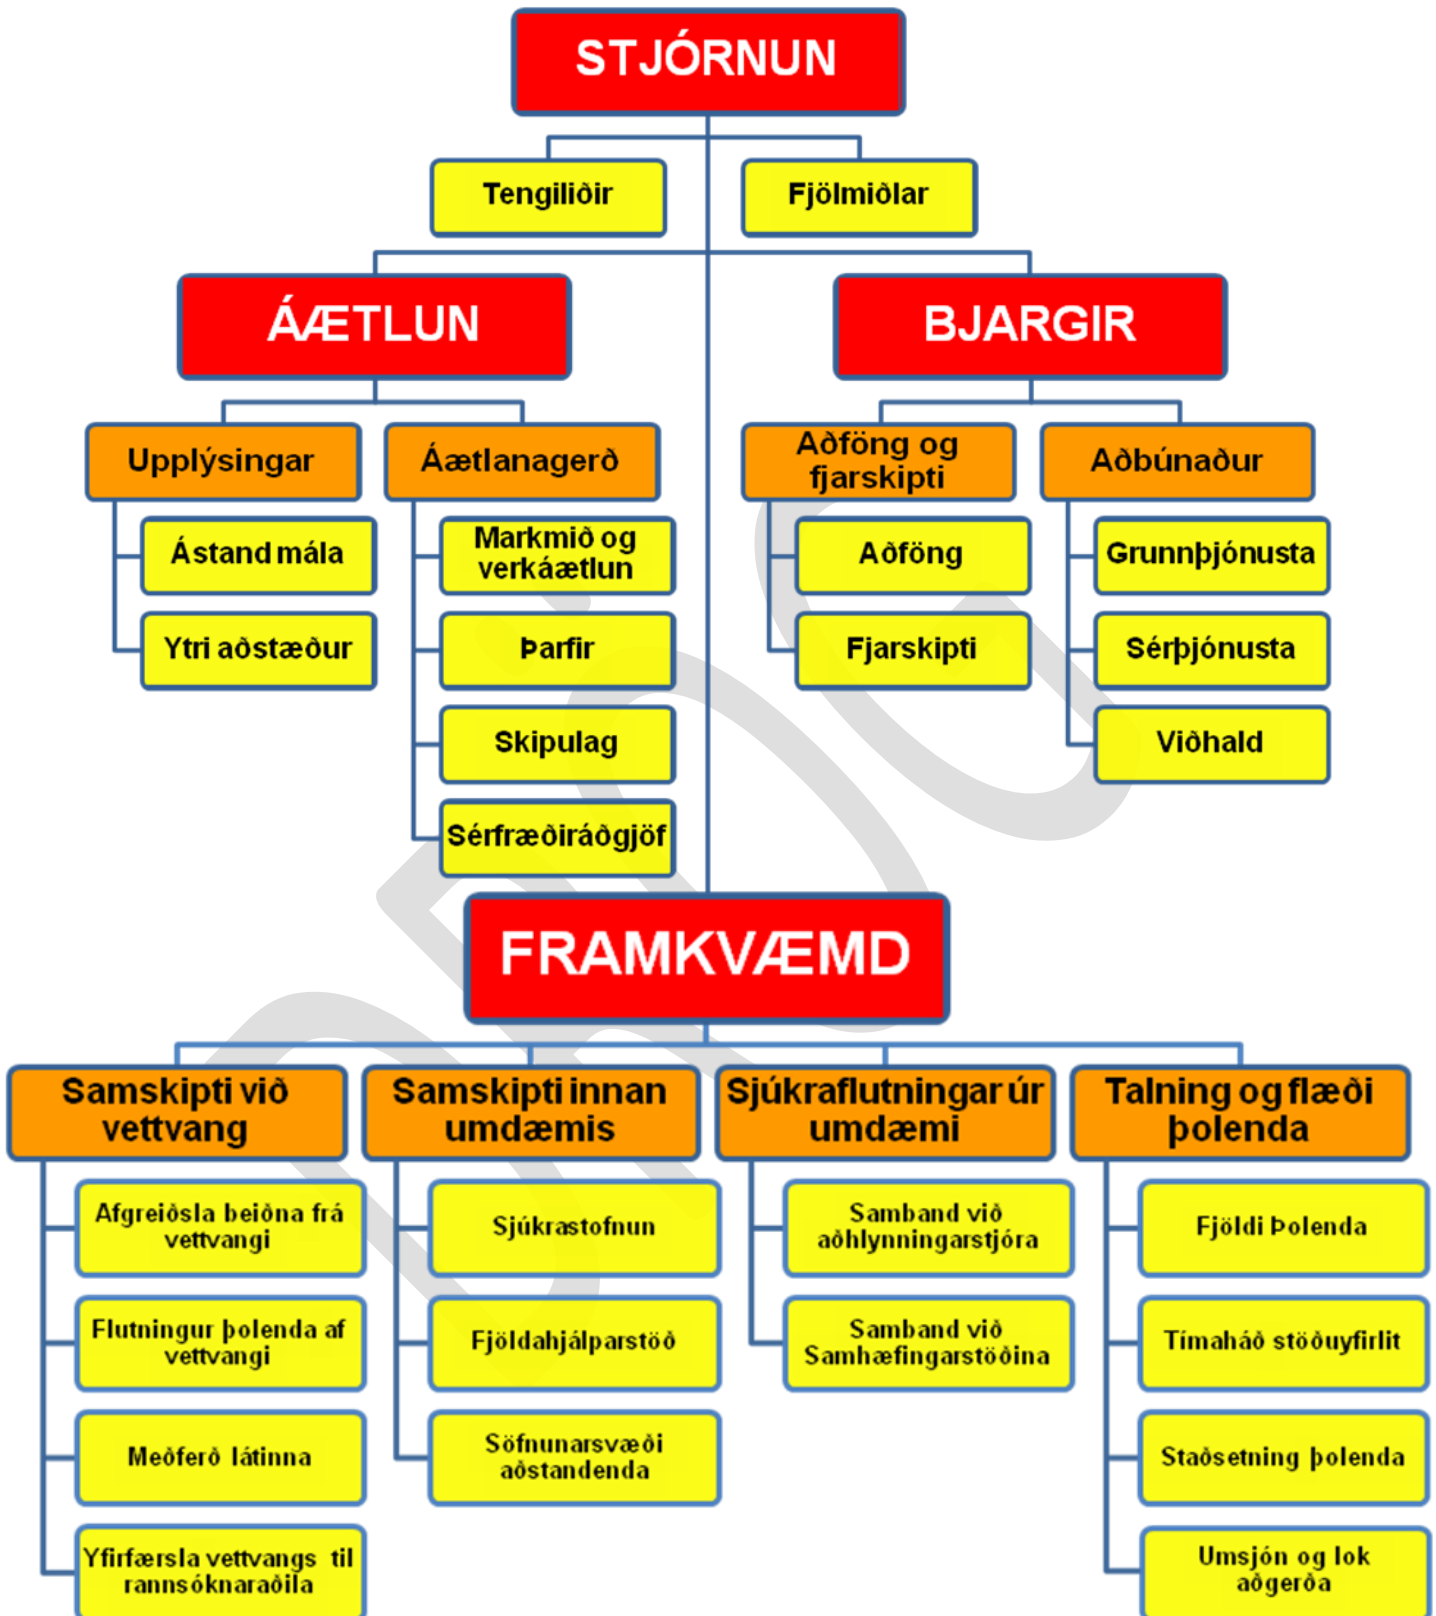 STJÓRNUN
Tengiliðir
Fjölmiðlar
ÁÆTLUN
BJARGIR
Upplýsingar
Áætlanagerð
Aðföng og
fjarskipti
Aðbúnaður
Ástand mála
Ytri aðstæður
Markmið og
verkáætlun
Þarfir
Skipulag
Sérfræðiráðgjöf
Aðföng
Fjarskipti
Grunnþjónusta
Sérþjónusta
Viðhald
FRAMKVÆMD
Samskipti við
vettvang
Samskipti innan
umdæmis
Sjúkraflutningar úr
umdæmi
Talning og flæði
þolenda
Afgreiðsla beiðna frá
vettvangi
Flutningur þolenda af
vettvangi
Meðferð látinna
Yfirfærsla vettvangs til
rannsóknaraðila
Sjúkrastofnun
Fjöldahjálparstöð
Söfnunarsvæði
aðstandenda
Samband við
aðhlynningarstjóra
Samband við
Samhæfingarstöðina
Fjöldi Þolenda
Tímaháð stöðuyfirlit
Staðsetning þolenda
Umsjón og lok
aðgerða
DRÖG